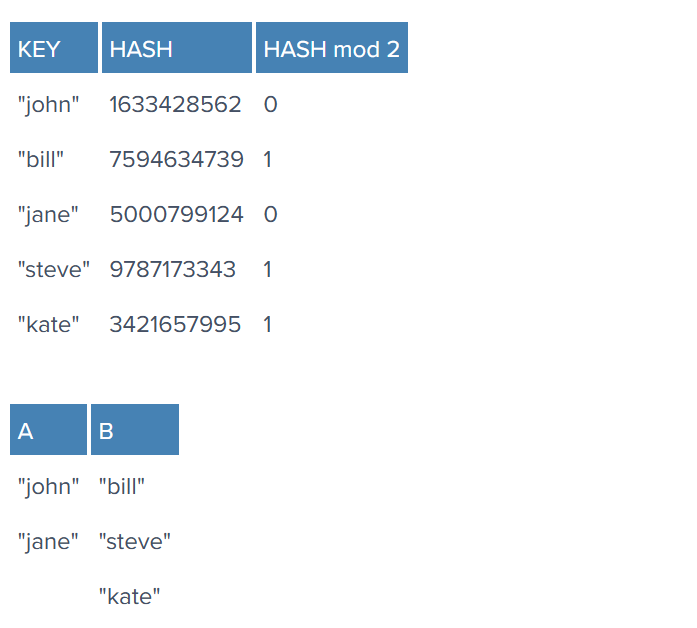 KEY HASH HASH mod 2
"john" 1633428562 0
"bill" 7594634739 1
"jane" 5000799124 0
"steve" 9787173343 1
"kate" 3421657995 1
A B
"john" "bill"
"jane" "steve"
"kate"